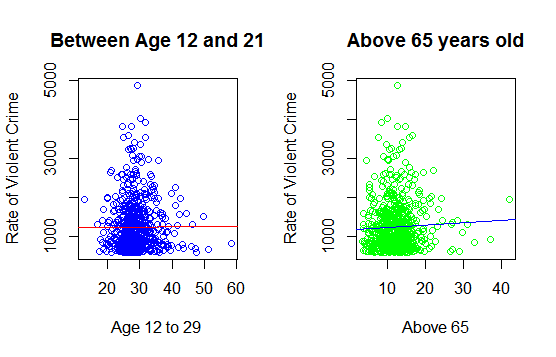 Between Age 12 and 21
Rate of Violent Crime
5000
3000
1000
20 30 40 50 60
Age 12 to 29
Above 65 years old
Rate of Violent Crime
5000
3000
1000
10 20 30 40
Above 65